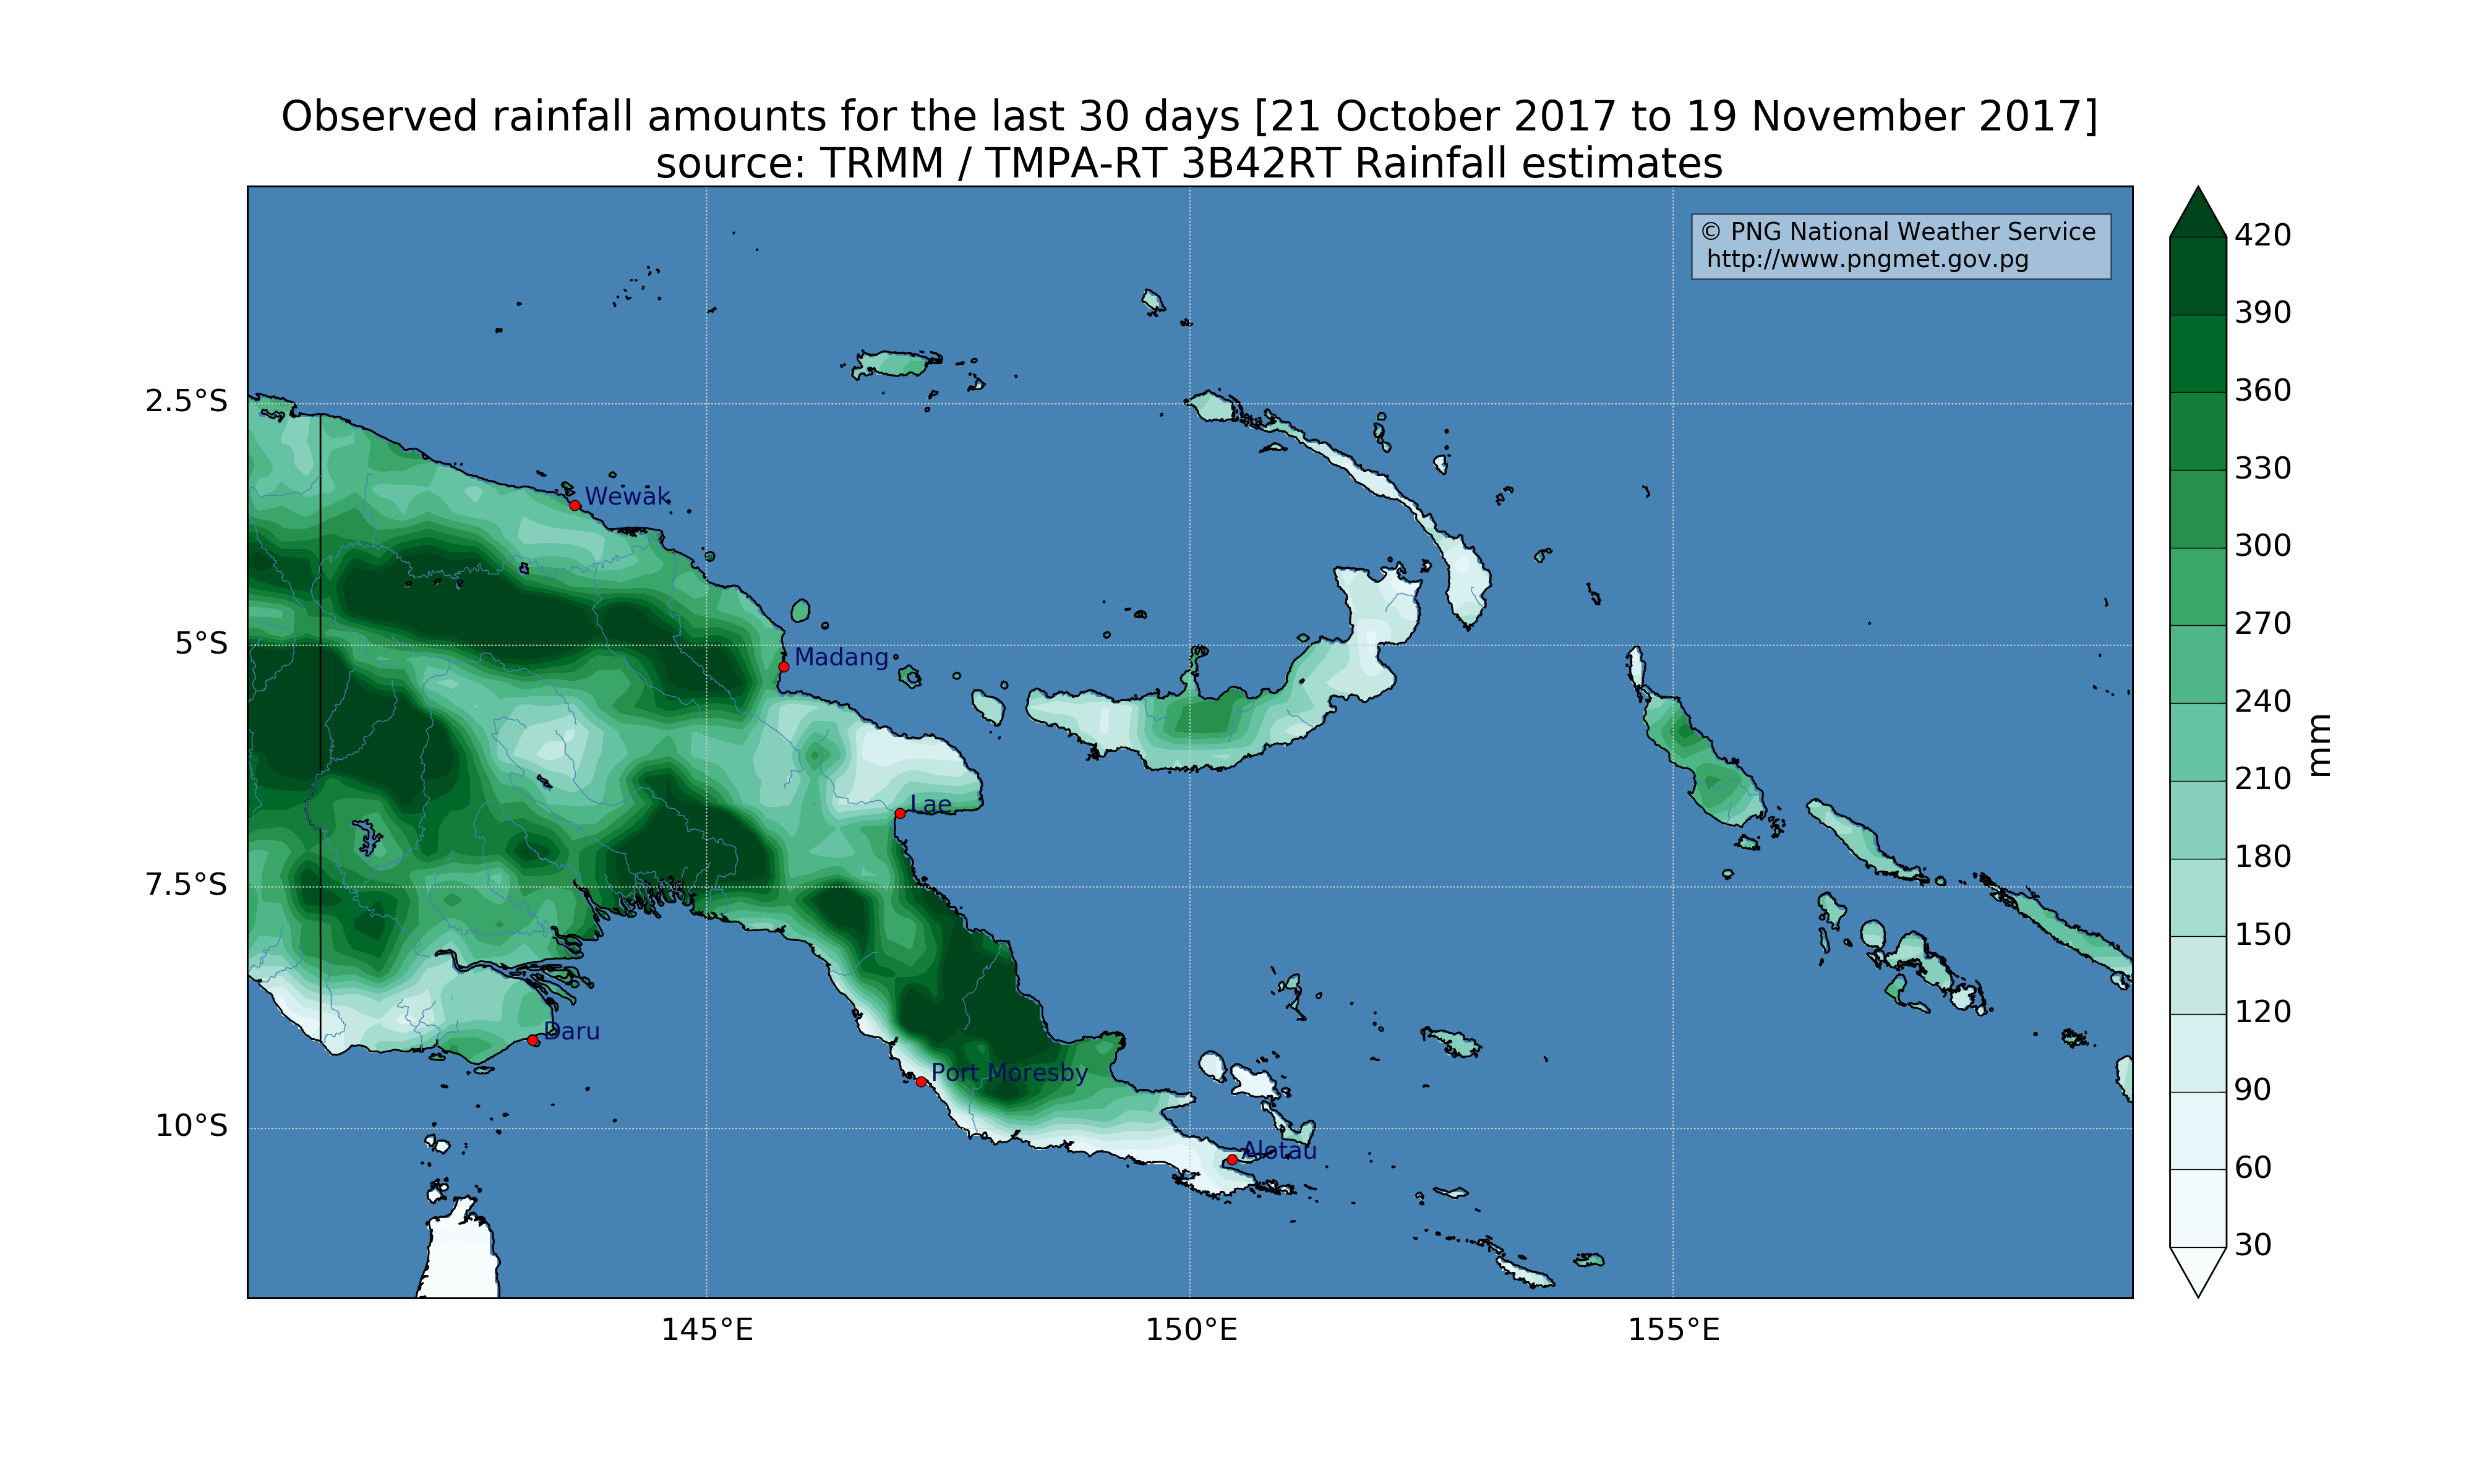 Observed rainfall amounts for the last 30 days [21 October 2017 to 19 November 2017]
source: TRMM / TMPA-RT 3B42RT Rainfall estimates
© PNG National Weather Service
http://www.pngmet.gov.pg
420
390
360
330
300
270
240
210
180
150
120
90
60
30
mm
2.5°S
5°S
7.5°S
10°S
Wewak
Madang
Lae
Daru
Port Moresby
Alotau
145°E
150°E
155°E